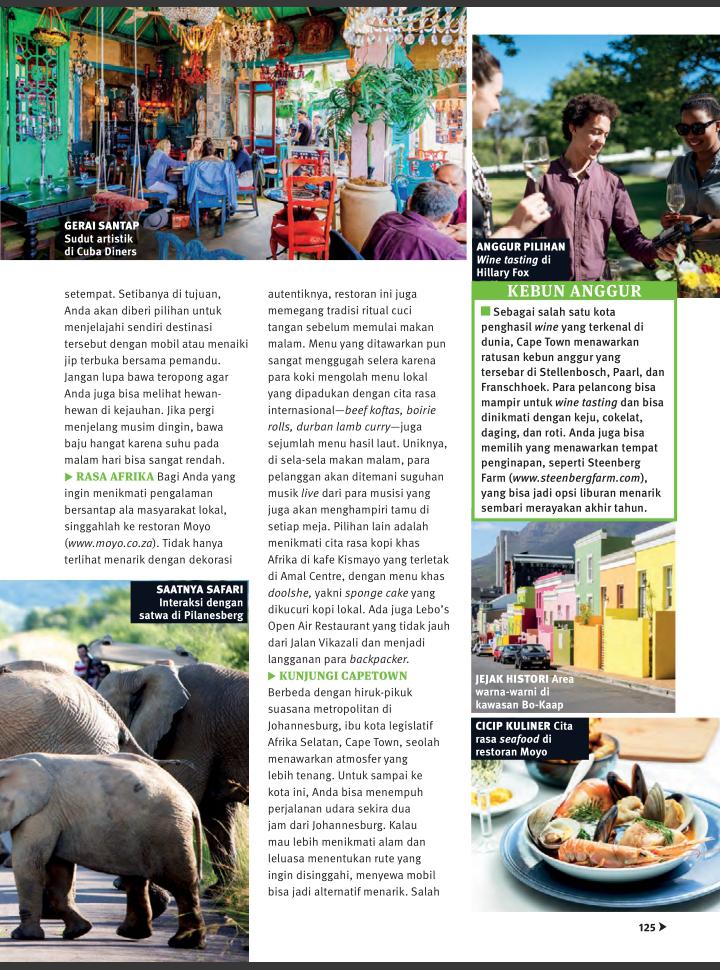 GERAI SANTAP
Sudut artistik
di Cuba Diners
ANGGUR PILIHAN
Wine tasting di
Hillary Fox
setempat. Setibanya di tujuan,
Anda akan diberi pilihan untuk
menjelajahi sendiri destinasi
tersebut dengan mobil atau menaiki
jip terbuka bersama pemandu.
Jangan lupa bawa teropong agar
Anda juga bisa melihat hewan-
hewan di kejauhan. Jika pergi
menjelang musim dingin, bawa
baju hangat karena suhu pada
malam hari bisa sangat rendah.
▶ RASA AFRIKA Bagi Anda yang
ingin menikmati pengalaman
bersantap ala masyarakat lokal,
singgahlah ke restoran Moyo
(www.moyo.co.za). Tidak hanya
terlihat menarik dengan dekorasi
SAATNYA SAFARI
Interaksi dengan
satwa di Pilanesberg
autentiknya, restoran ini juga
memegang tradisi ritual cuci
tangan sebelum memulai makan
malam. Menu yang ditawarkan pun
sangat menggugah selera karena
para koki mengolah menu lokal
yang dipadukan dengan cita rasa
internasional—beef koftas, boirie
rolls, durban lamb curry—juga
sejumlah menu hasil laut. Uniknya,
di sela-sela makan malam, para
pelanggan akan ditemani suguhan
musik live dari para musisi yang
juga akan menghampiri tamu di
setiap meja. Pilihan lain adalah
menikmati cita rasa kopi khas
Afrika di kafe Kismayo yang terletak
di Amal Centre, dengan menu khas
doolshe, yakni sponge cake yang
dikucuri kopi lokal. Ada juga Lebo's
Open Air Restaurant yang tidak jauh
dari Jalan Vikazali dan menjadi
langganan para backpacker.
▶ KUNJUNGI CAPETOWN
Berbeda dengan hiruk-pikuk
suasana metropolitan di
Johannesburg, ibu kota legislatif
Afrika Selatan, Cape Town, seolah
menawarkan atmosfer yang
lebih tenang. Untuk sampai ke
kota ini, Anda bisa menempuh
perjalanan udara sekira dua
jam dari Johannesburg. Kalau
mau lebih menikmati alam dan
leluasa menentukan rute yang
ingin disinggahi, menyewa mobil
bisa jadi alternatif menarik. Salah
KEBUN ANGGUR
■ Sebagai salah satu kota
penghasil wine yang terkenal di
dunia, Cape Town menawarkan
ratusan kebun anggur yang
tersebar di Stellenbosch, Paarl, dan
Franschhoek. Para pelancong bisa
mampir untuk wine tasting dan bisa
dinikmati dengan keju, cokelat,
daging, dan roti. Anda juga bisa
memilih yang menawarkan tempat
penginapan, seperti Steenberg
Farm (www.steenbergfarm.com),
yang bisa jadi opsi liburan menarik
sembari merayakan akhir tahun.
JEJAK HISTORI Area
warna-warni di
kawasan Bo-Kaap
CICIP KULINER Cita
rasa seafood di
restoran Moyo
125 ➤